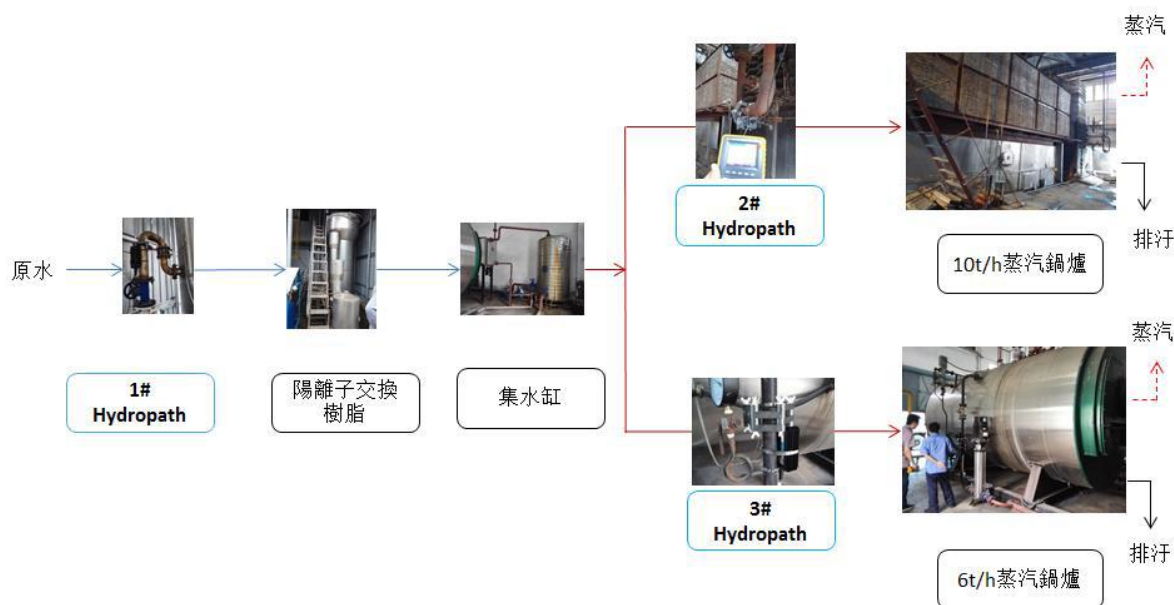 原水
1#
Hydropath
陽離子交換
樹脂
集水缸
2#
Hydropath
蒸汽
排汙
10t/h蒸汽鍋爐
3#
Hydropath
蒸汽
排汙
6t/h蒸汽鍋爐